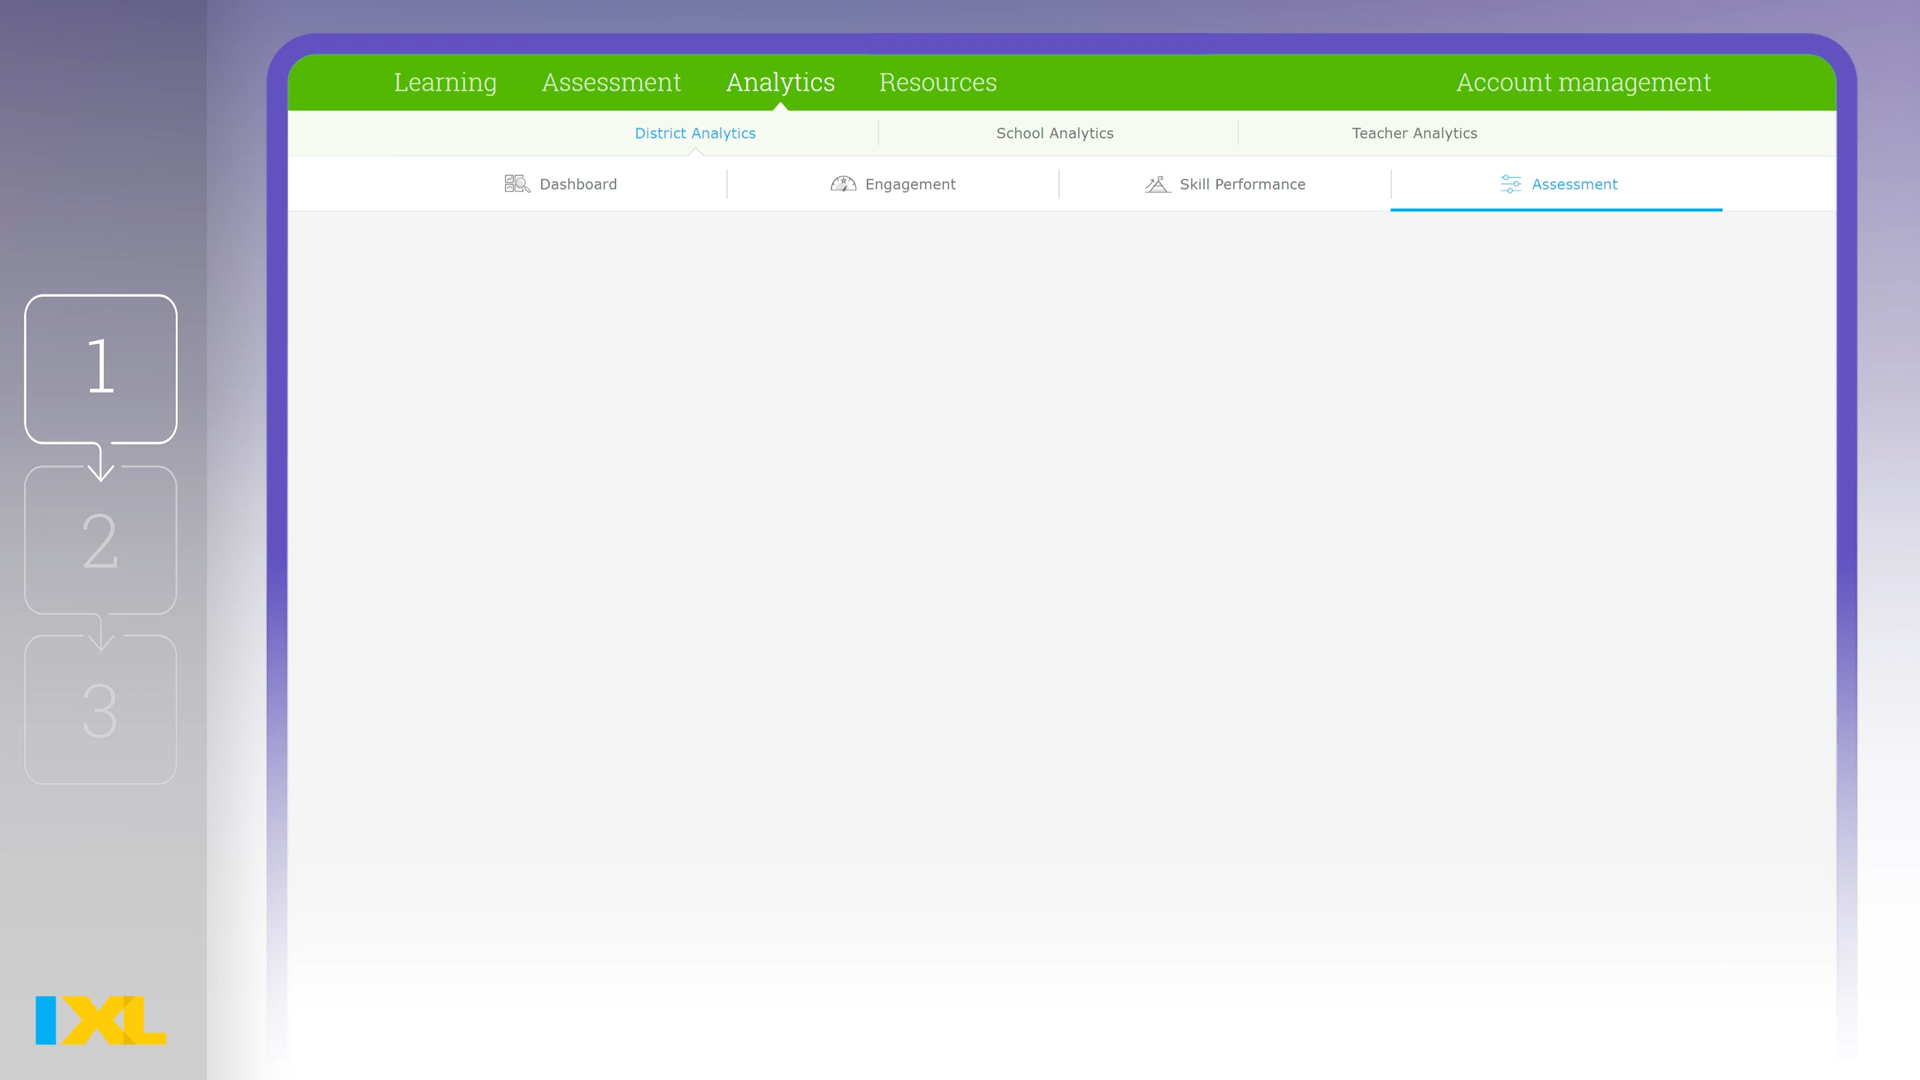 Learning Assessment Analytics Resources Account management
District Analytics School Analytics Teacher Analytics
Dashboard Engagement Skill Performance Assessment
1
2
3
IXL